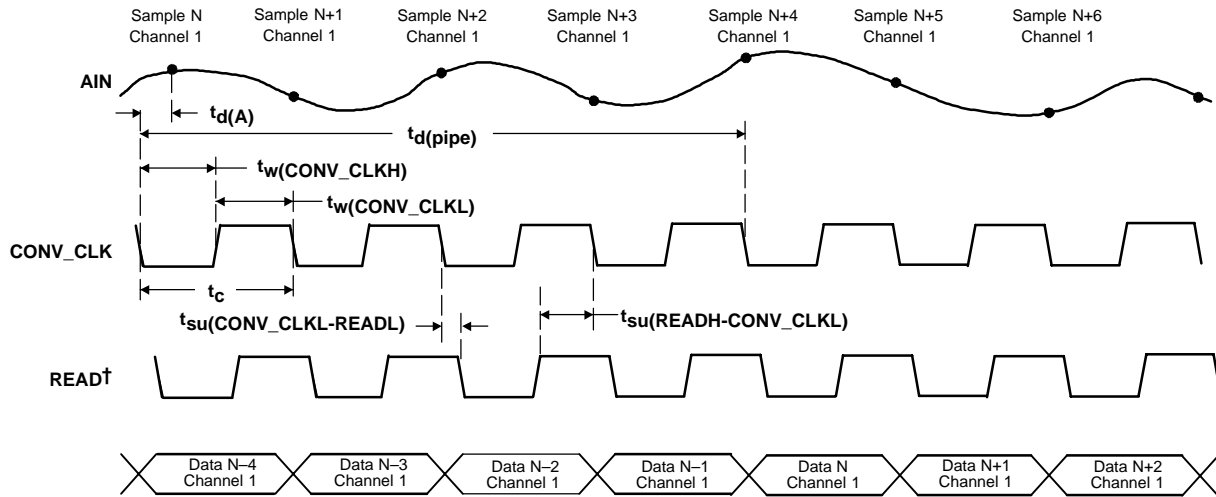 Sample N
Channel 1
Sample N+1
Channel 1
Sample N+2
Channel 1
Sample N+3
Channel 1
Sample N+4
Channel 1
Sample N+5
Channel 1
Sample N+6
Channel 1
AIN
td(A)
td(pipe)
tw(CONV_CLKH)
tw(CONV_CLKL)
CONV_CLK
tc
tsu(CONV_CLKL-READL)
tsu(READH-CONV_CLKL)
READ†
Data N–4
Channel 1
Data N–3
Channel 1
Data N–2
Channel 1
Data N–1
Channel 1
Data N
Channel 1
Data N+1
Channel 1
Data N+2
Channel 1